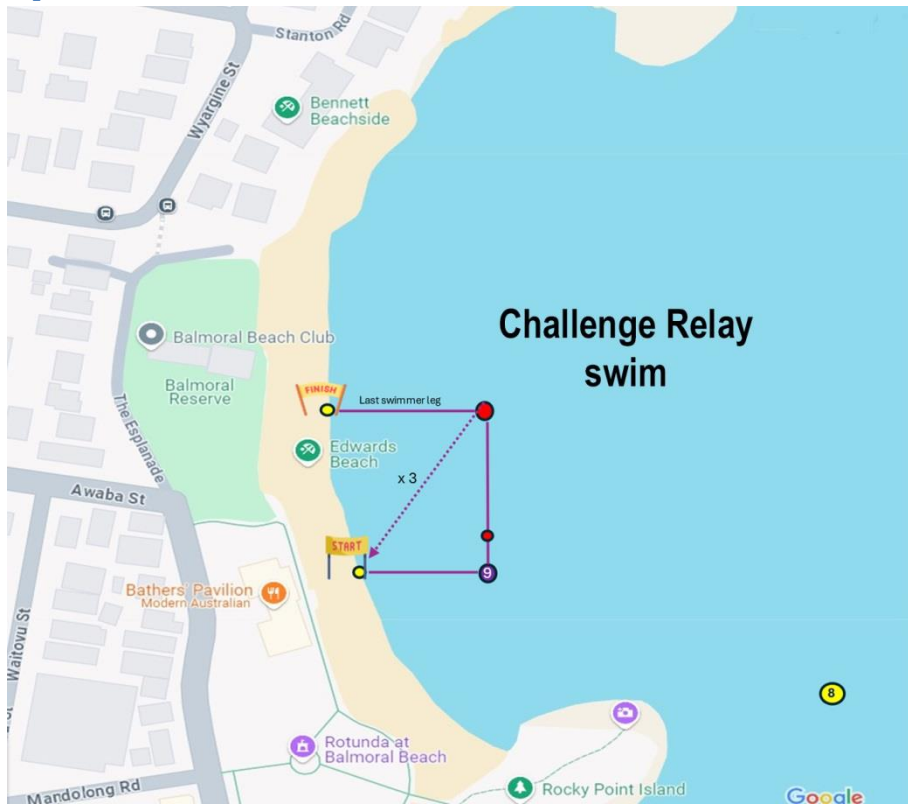 Stanton Rd
Wyargine St
Bennett
Beachside
Challenge Relay
swim
Balmoral Beach Club
Balmoral
Reserve
The Esplanade
FINISH
Last swimmer leg
Edwards
Beach
x 3
Awaba St
START
9
Bathers' Pavilion
Modern Australian
Waitovu St
8
Rotunda at
Balmoral Beach
Rocky Point Island
Mandolong Rd
Google